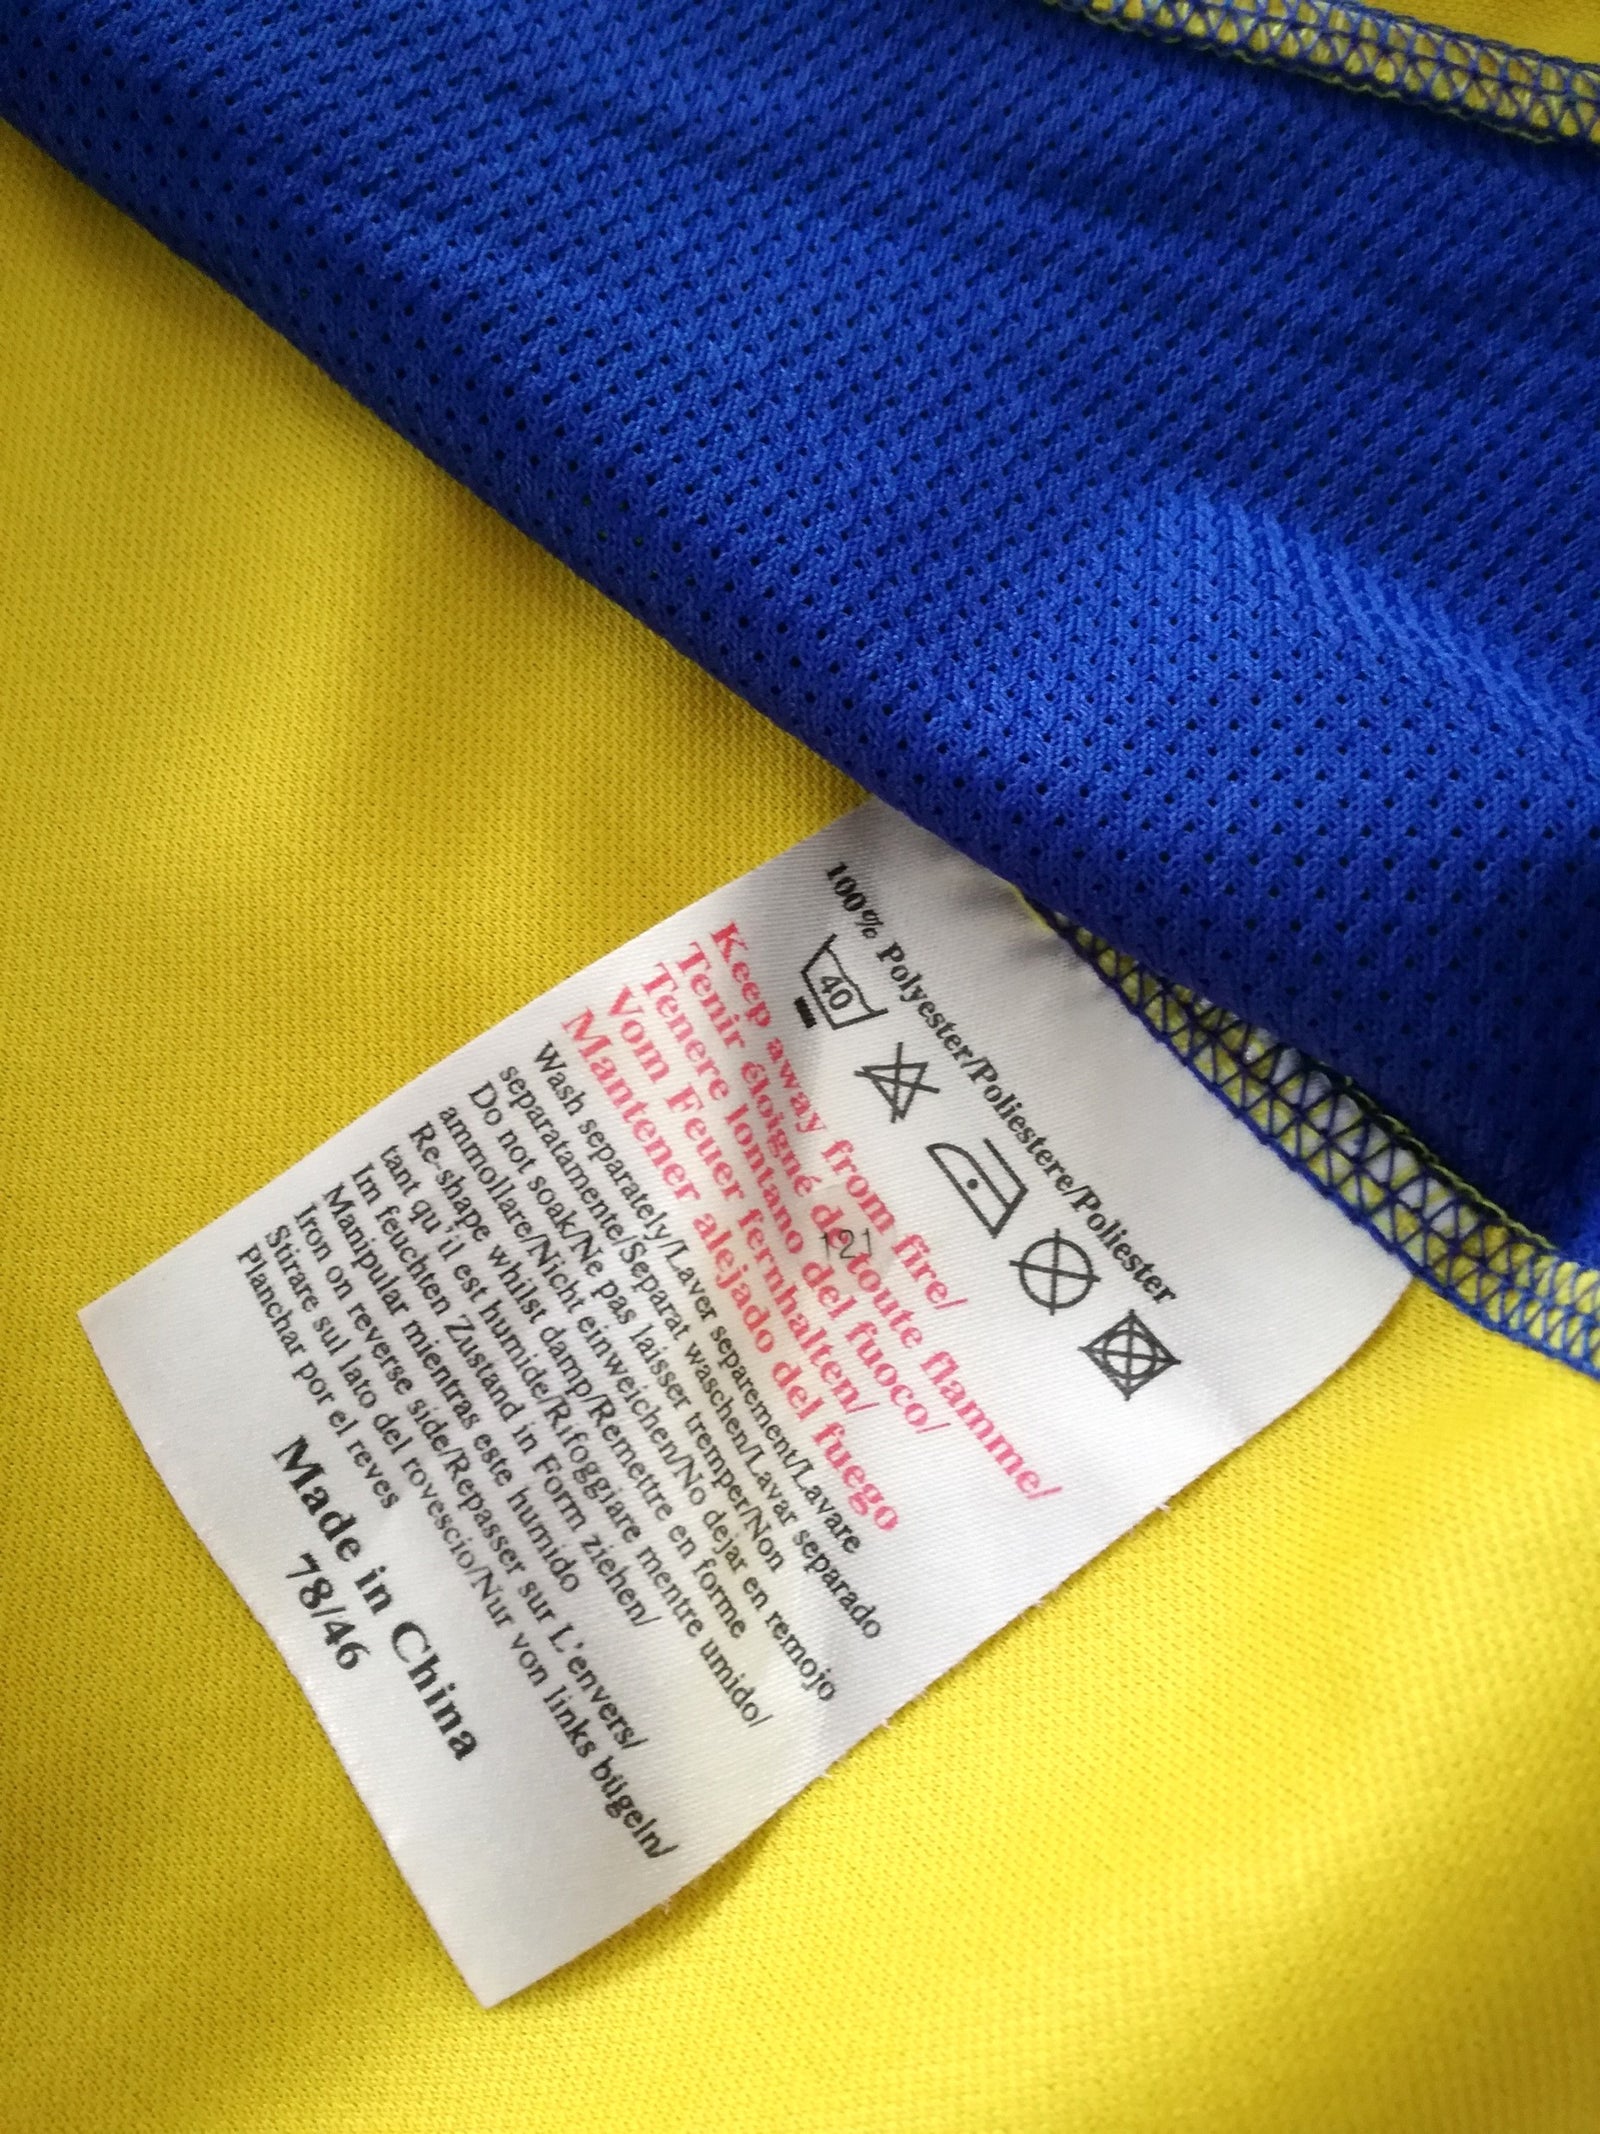 100% Polyester/Poliestere/Poliester
40
Keep away from fire/
Tenir éloigné de toute flamme/
Tenere lontano del fuoco/
Vom Feuer fernhalten/
Mantener alejado del fuego
121
Wash separately/Laver separement/Lavare
separatamente/Separat waschen/Lavar separado
Do not soak/Ne pas laisser tremper/Non
ammollare/Nicht einweichen/No dejar en remojo
Re-shape whilst damp/Remettre en forme
tant qu'il est humide/Rifoggiare mentre umido/
Im feuchten Zustand in Form ziehen/
Manipular mientras este humido
Iron on reverse side/Repasser sur L'envers/
Stirare sul lato del rovescio/Nur von links bügeln/
Planchar por el reves
Made in China
78/46